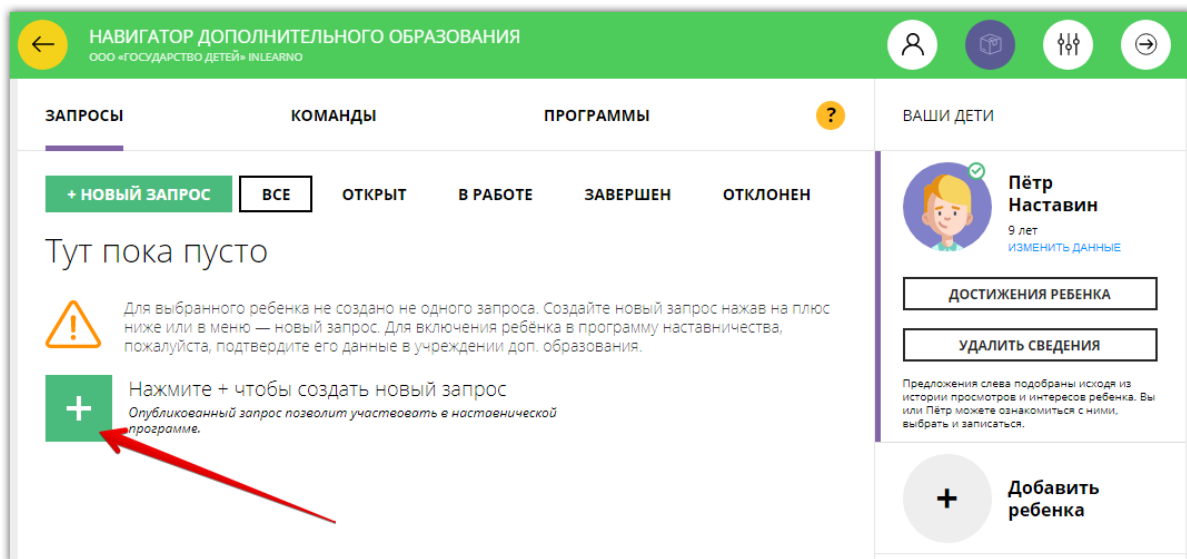 НАВИГАТОР ДОПОЛНИТЕЛЬНОГО ОБРАЗОВАНИЯ
ООО «ГОСУДАРСТВО ДЕТЕЙ» INLEARNO
ЗАПРОСЫ КОМАНДЫ ПРОГРАММЫ ?
+ НОВЫЙ ЗАПРОС ВСЕ ОТКРЫТ В РАБОТЕ ЗАВЕРШЕН ОТКЛОНЕН
Тут пока пусто
Для выбранного ребенка не создано не одного запроса. Создайте новый запрос нажав на плюс
ниже или в меню — новый запрос. Для включения ребёнка в программу наставничества,
пожалуйста, подтвердите его данные в учреждении доп. образования.
+
Нажмите + чтобы создать новый запрос
Опубликованный запрос позволит участвовать в наставнической
программе.
ВАШИ ДЕТИ
Пётр
Наставин
9 лет
ИЗМЕНИТЬ ДАННЫЕ
ДОСТИЖЕНИЯ РЕБЕНКА
УДАЛИТЬ СВЕДЕНИЯ
Предложения слева подобраны исходя из
истории просмотров и интересов ребенка. Вы
или Пётр можете ознакомиться с ними,
выбрать и записаться.
+
Добавить
ребенка